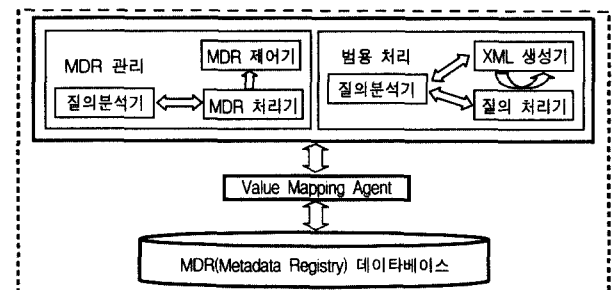 MDR 관리
MDR 제어기
질의분석기
MDR 처리기
범용 처리
XML 생성기
질의분석기
질의 처리기
Value Mapping Agent
MDR(Metadata Registry) 데이타베이스